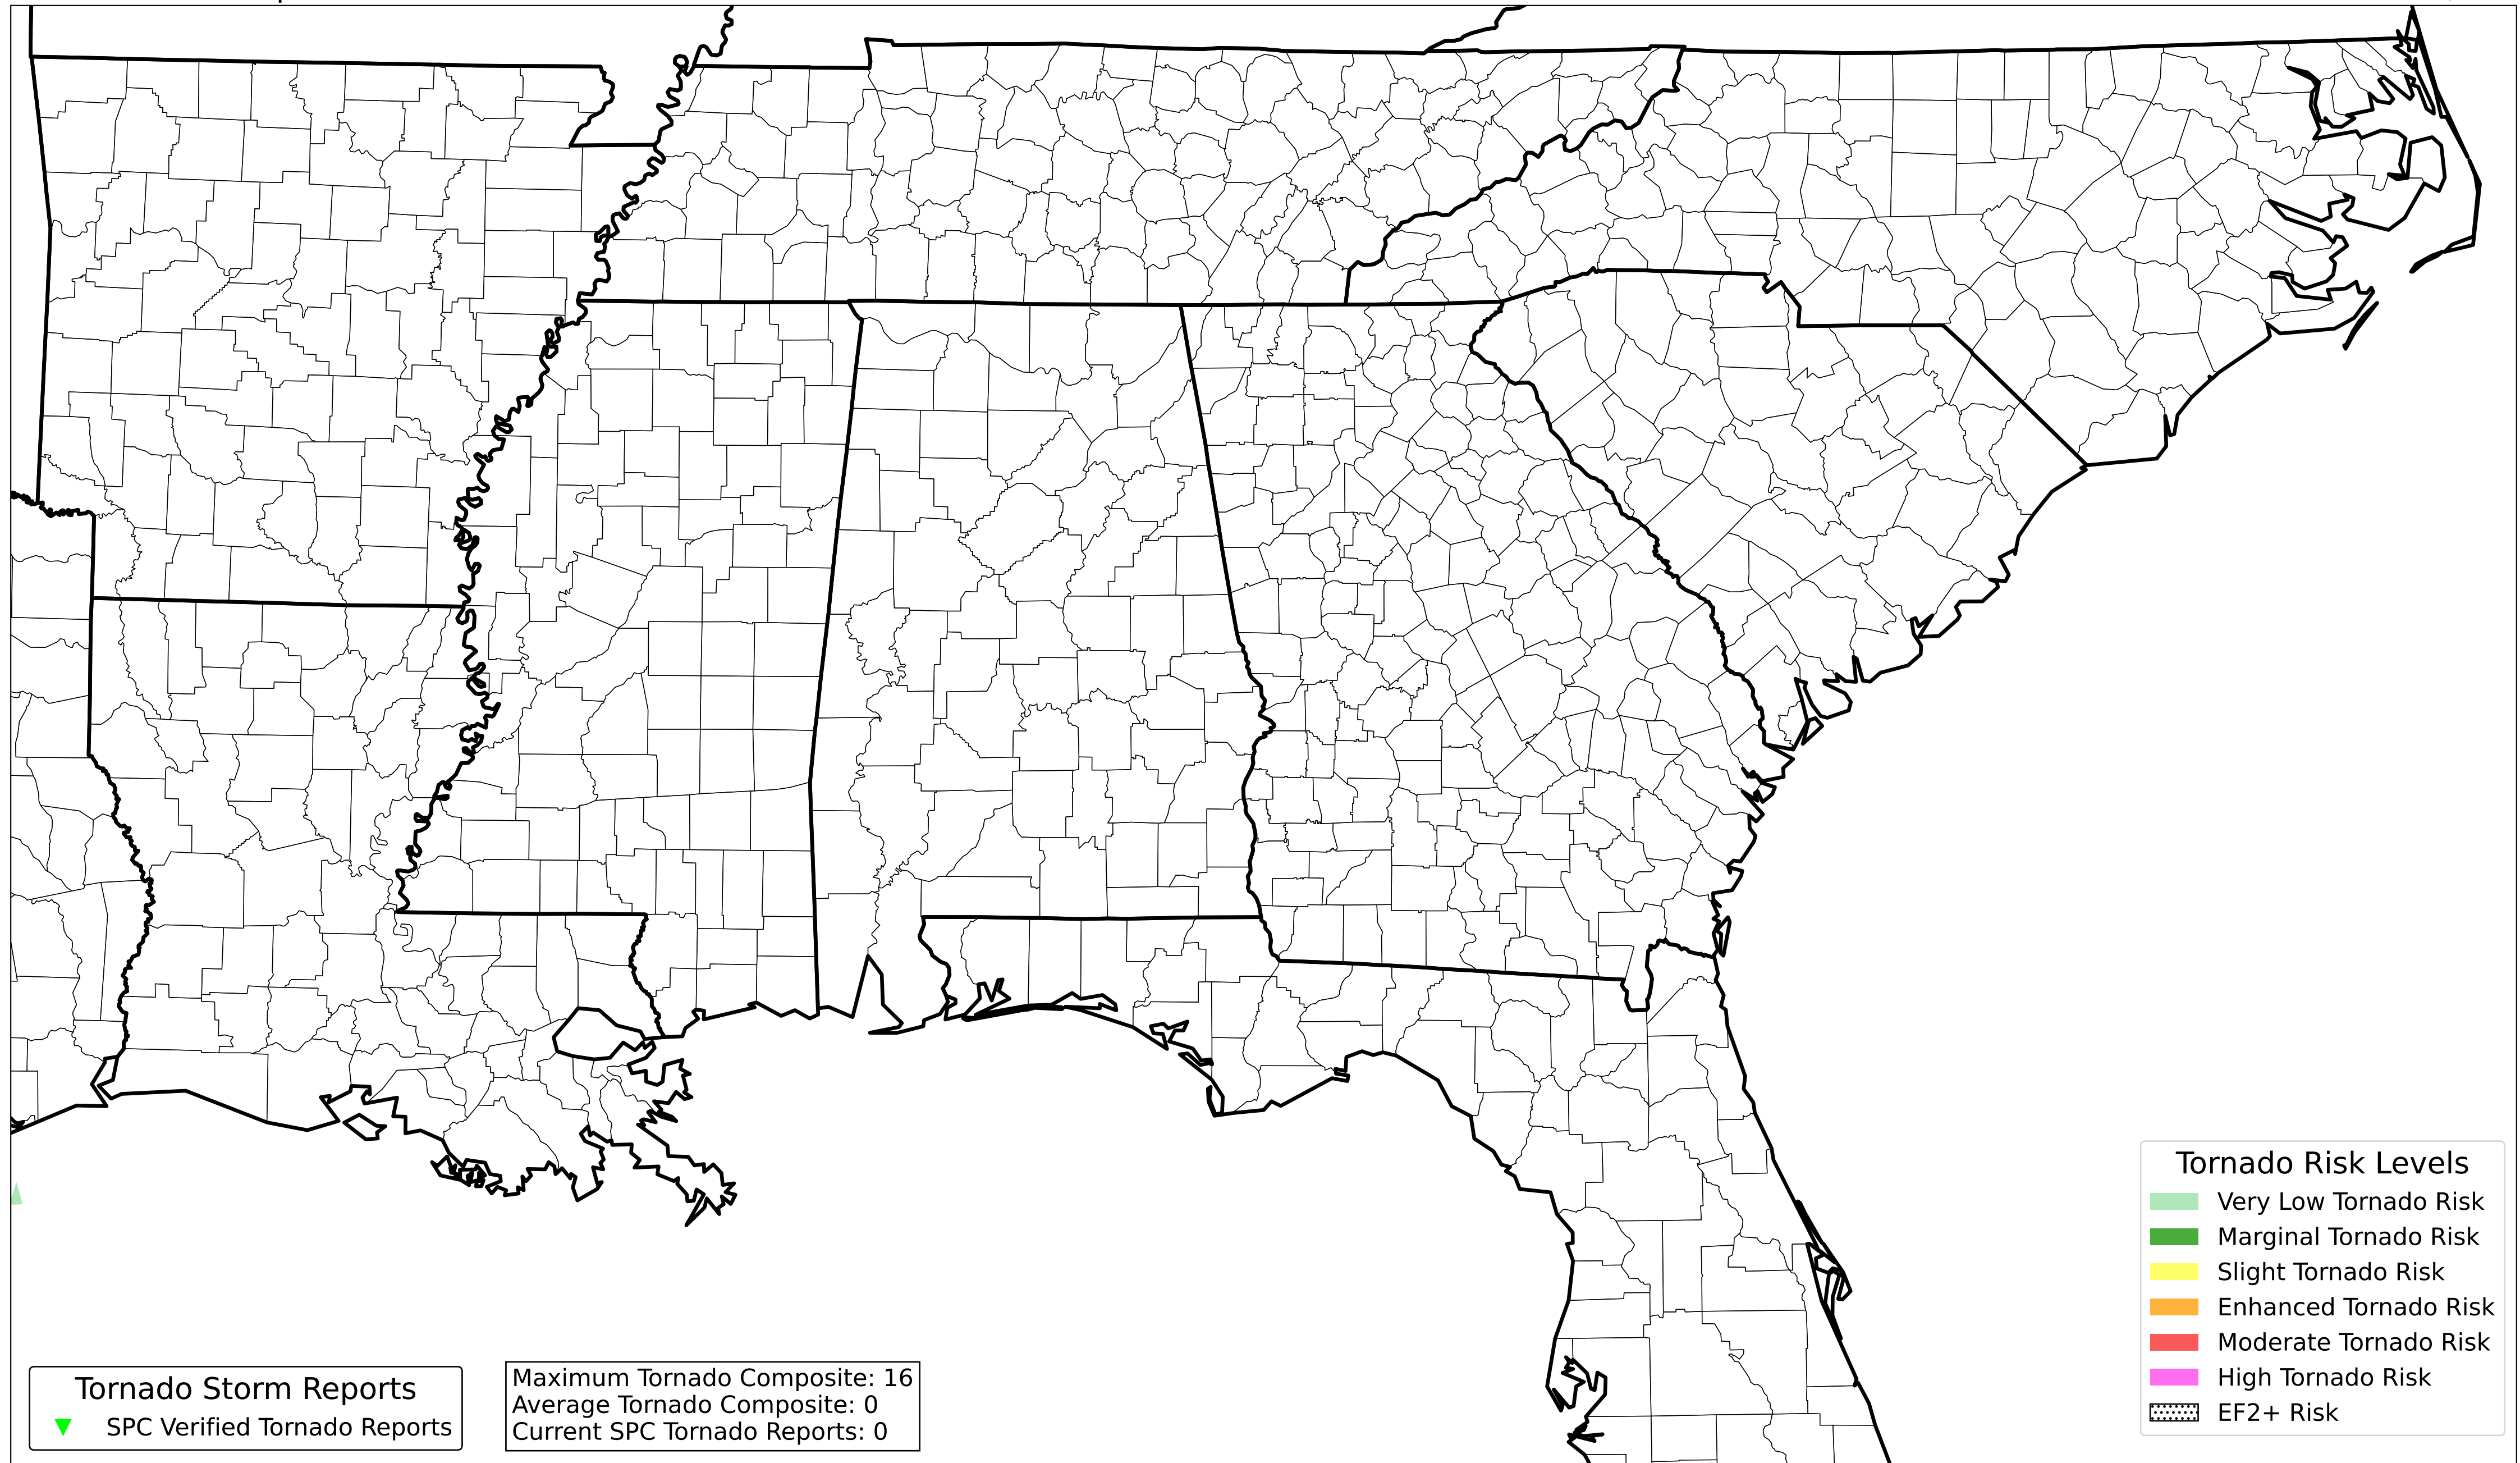 Tornado Risk Levels
Very Low Tornado Risk
Marginal Tornado Risk
Slight Tornado Risk
Enhanced Tornado Risk
Moderate Tornado Risk
High Tornado Risk
EF2+ Risk
Tornado Storm Reports
SPC Verified Tornado Reports
Maximum Tornado Composite: 16
Average Tornado Composite: 0
Current SPC Tornado Reports: 0